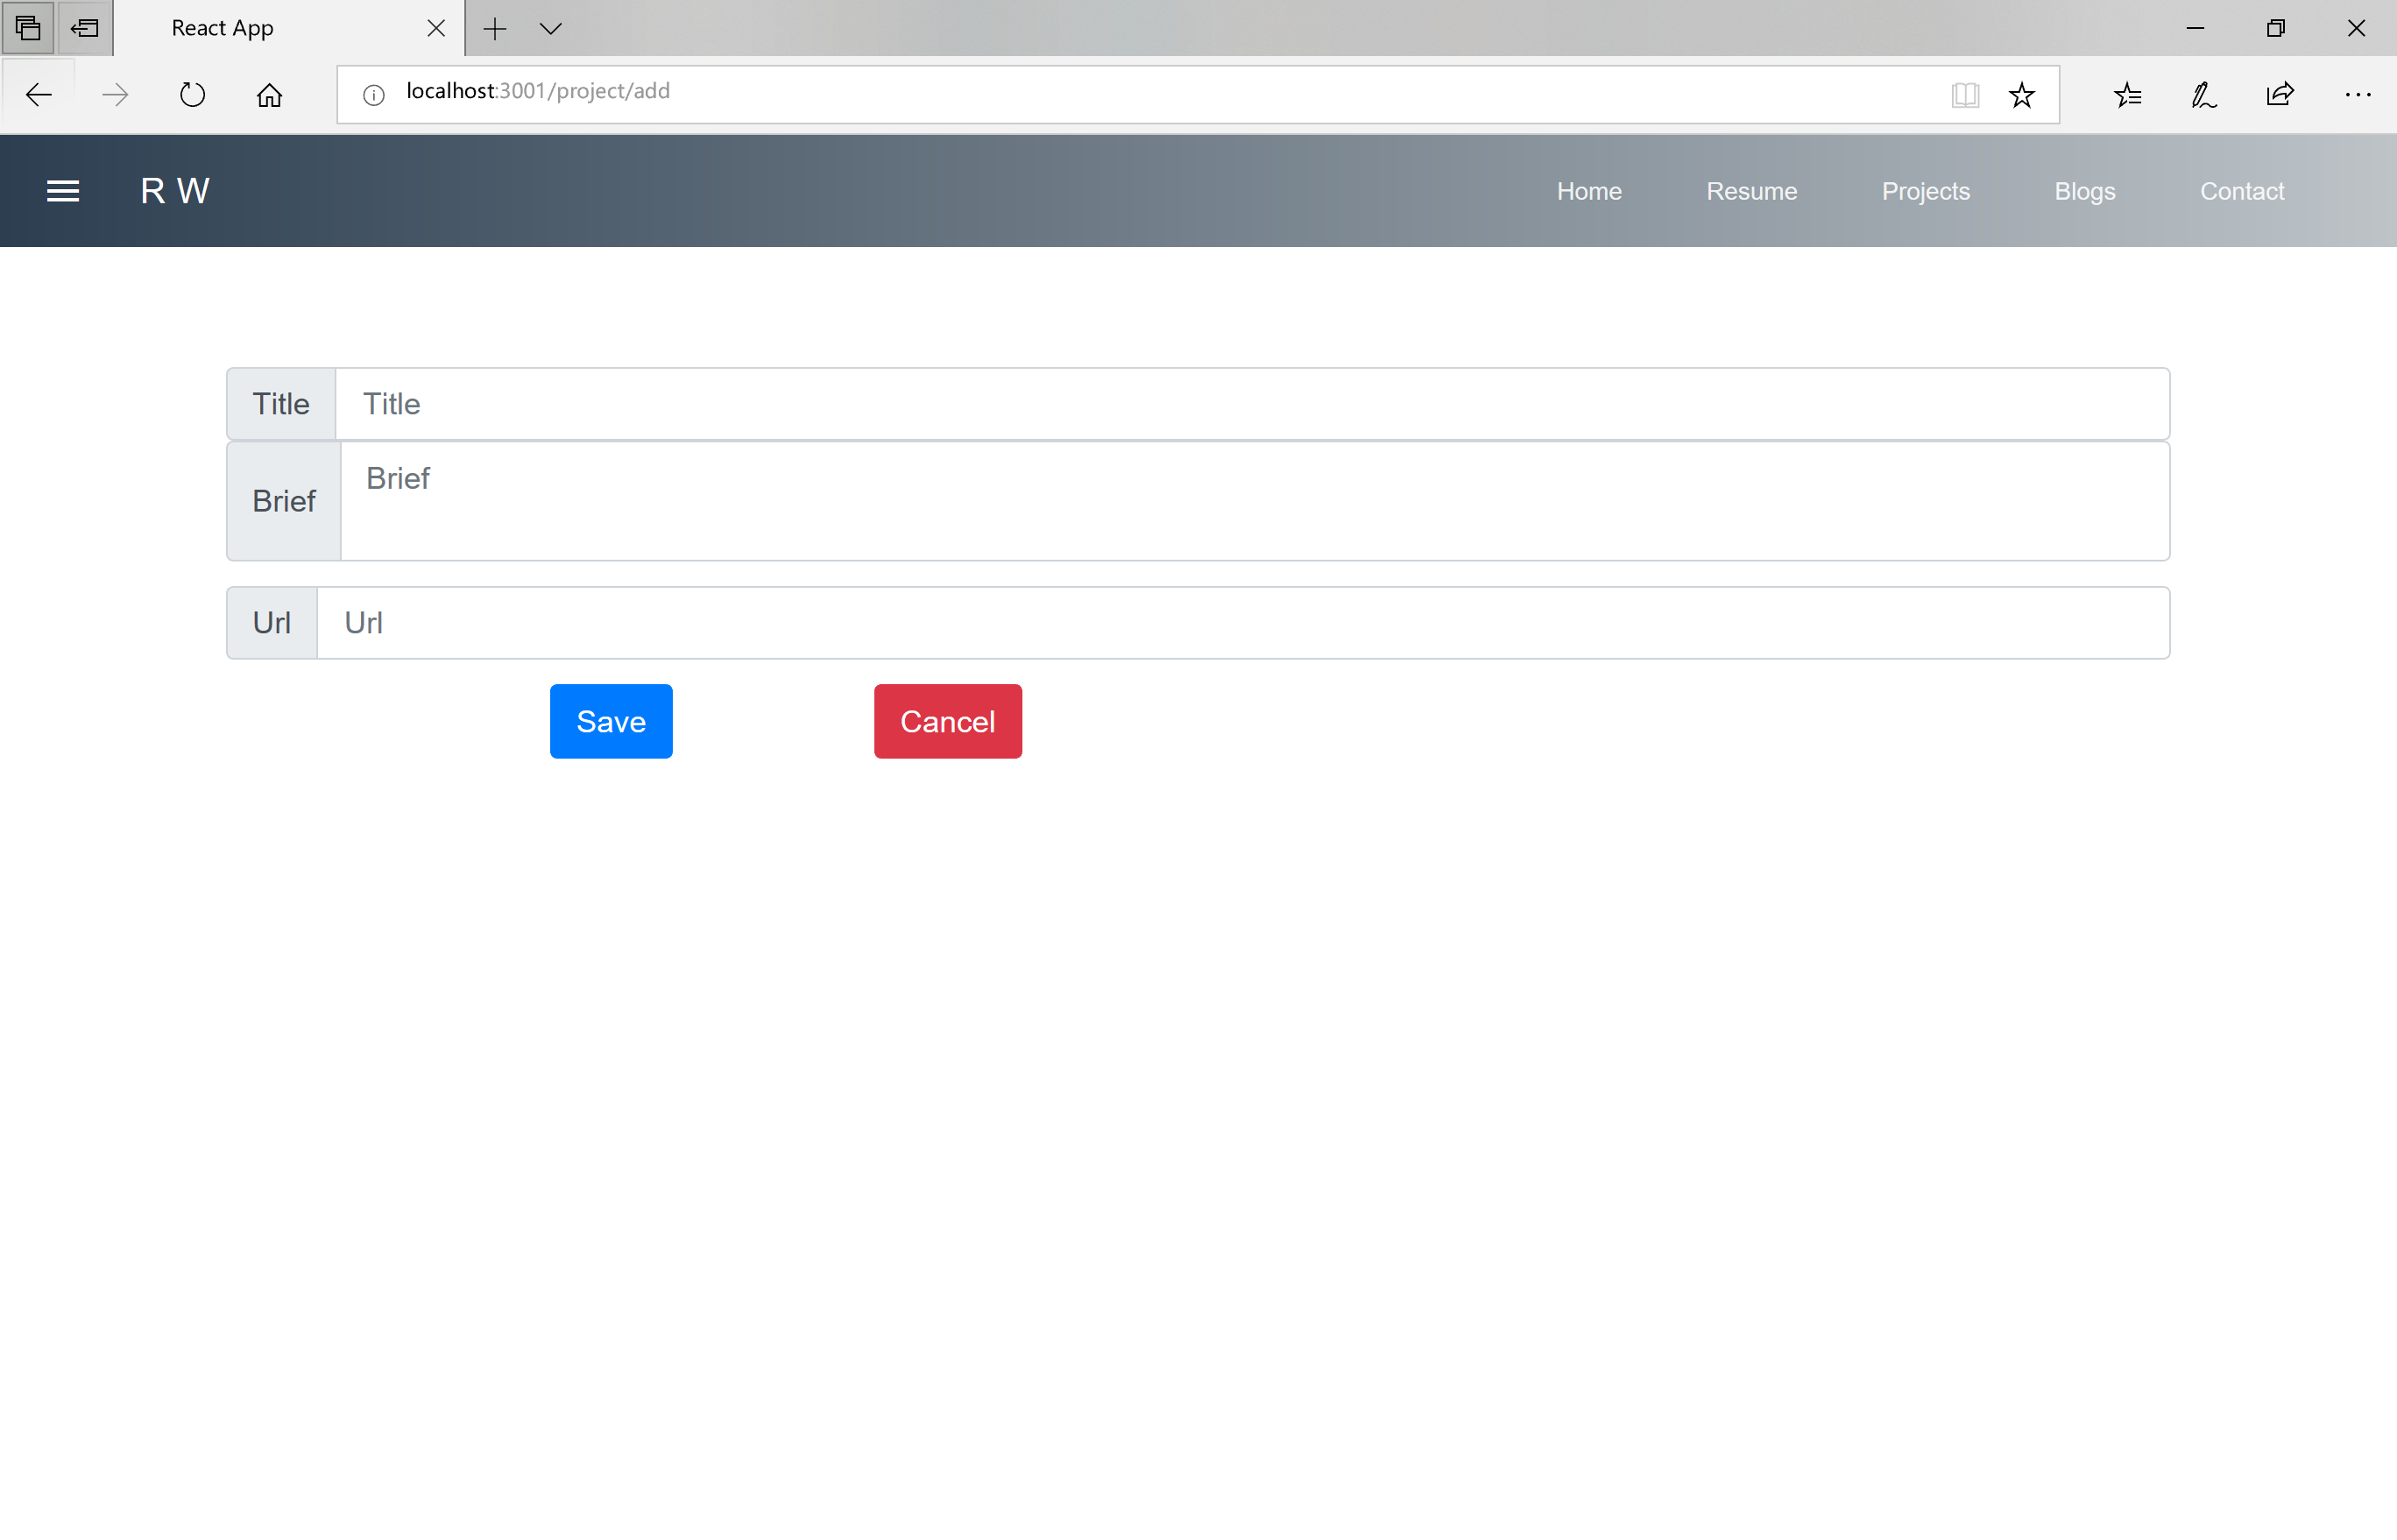 React App
localhost:3001/project/add
R W Home Resume Projects Blogs Contact
Title Title
Brief Brief
Url Url
Save Cancel